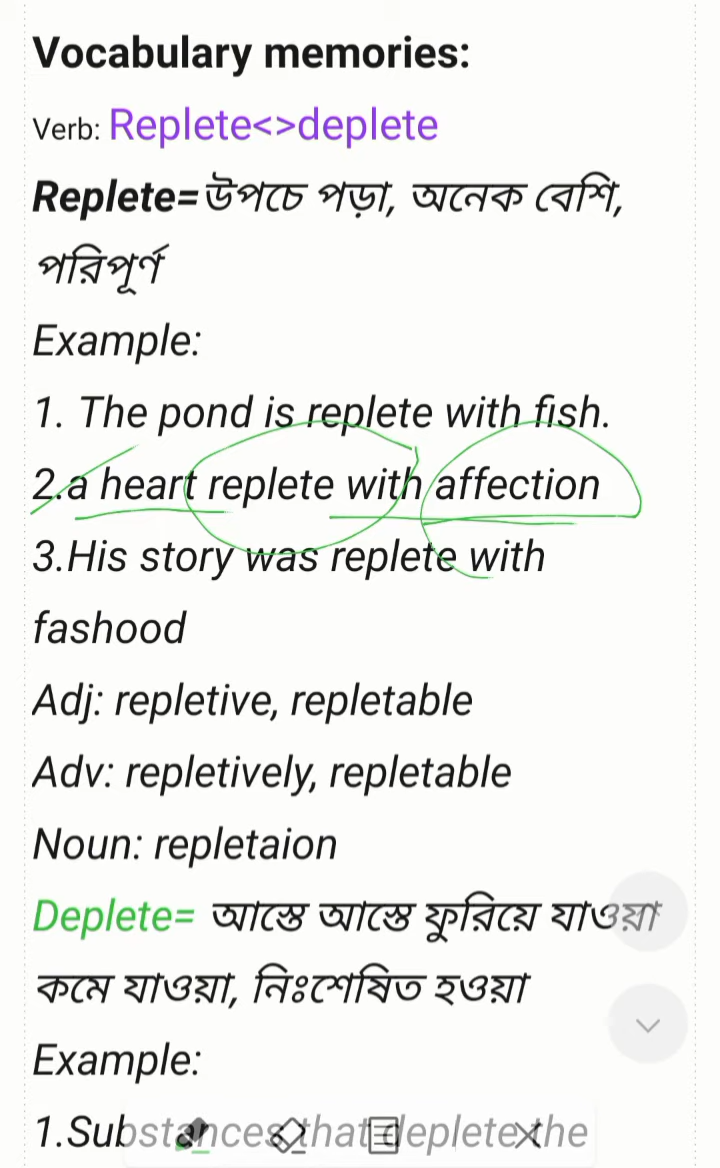 Vocabulary memories:
Verb: Replete<>deplete
Replete=উপচে পড়া, অনেক বেশি,
পরিপূর্ণ
Example:
1. The pond is replete with fish.
2.a heart replete with affection
3.His story was replete with
fashood
Adj: repletive, repletable
Adv: repletively, repletable
Noun: repletaion
Deplete= আস্তে আস্তে ফুরিয়ে যাওয়া
কমে যাওয়া, নিঃশেষিত হওয়া
Example:
1.Substances that deplete the